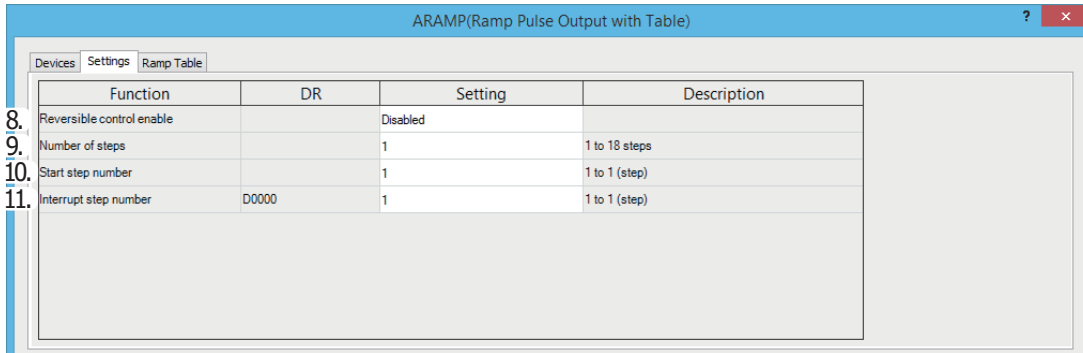 ARAMP(Ramp Pulse Output with Table) ? ×
Devices Settings Ramp Table
Function DR Setting Description
8. Reversible control enable Disabled
9. Number of steps 1 1 to 18 steps
10. Start step number 1 1 to 1 (step)
11. Interrupt step number D0000 1 1 to 1 (step)